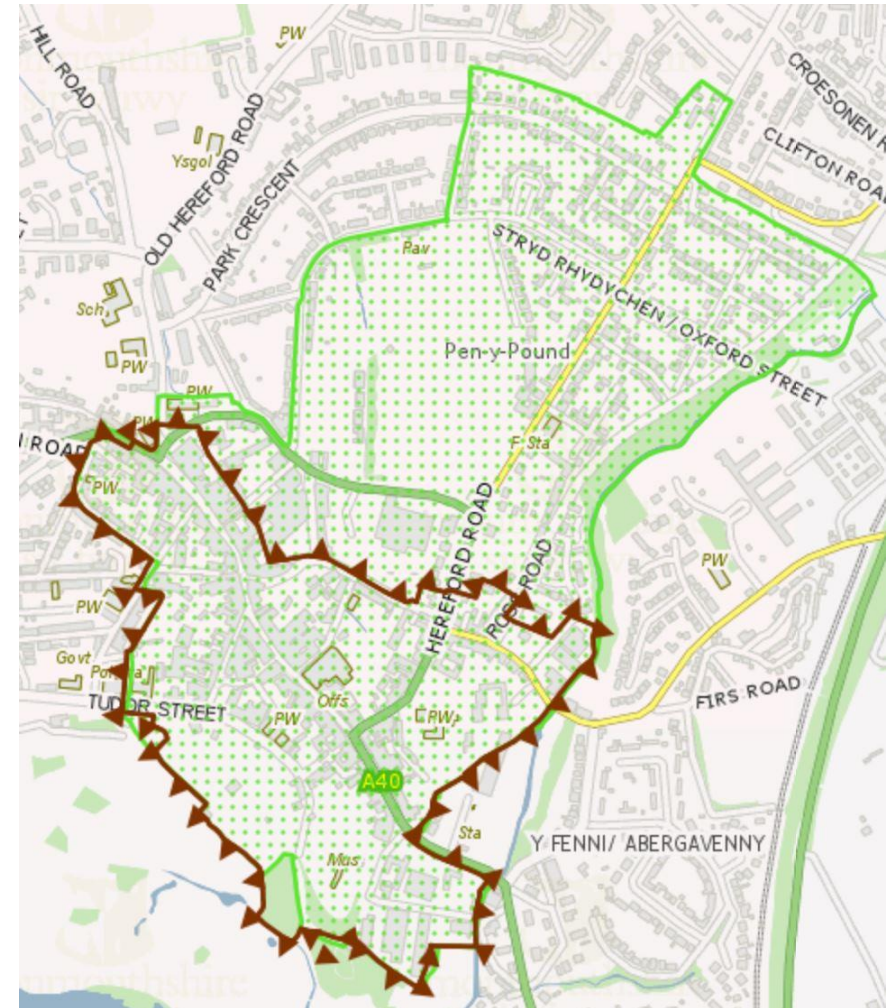 HILL ROAD
PW
CROESONEN R
CLIFTON ROAD
Ysgol
OLD HEREFORD ROAD
PARK CRESCENT
Pav
STRYD RHYDYCHEN / OXFORD STREET
Sch
PW
Pen-y-Pound
PW
PW
N ROAD
F Sta
PW
HEREFORD ROAD
ROSS ROAD
PW
PW
Govt
TUDOR STREET
Offs
PW
PW
FIRS ROAD
A40
Sta
Y FENNI/ ABERGAVENNY
Mus